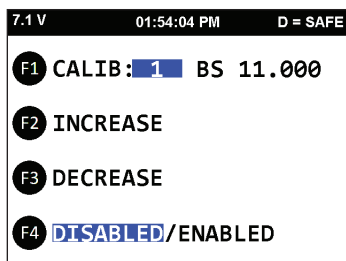 7.1 V 01:54:04 PM D = SAFE
F1 CALIB: 1 BS 11.000
F2 INCREASE
F3 DECREASE
F4 DISABLED/ENABLED